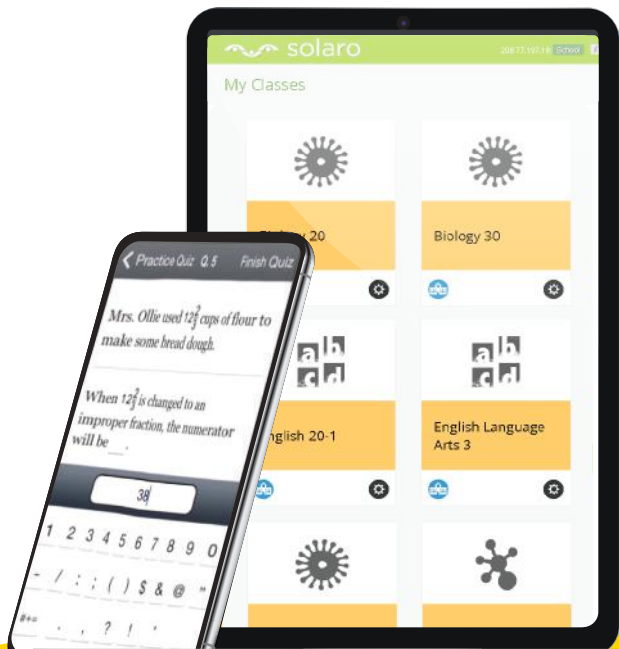 solaro
School
My Classes
20
Biology 30
English 20-1
English Language
Arts 3
a b
c d
a b
c d
Practice Quiz Q. 5 Finish Quiz
Mrs. Ollie used 12⅔ cups of flour to
make some bread dough.
When 12⅔ is changed to an
improper fraction, the numerator
will be __ .
38
1 2 3 4 5 6 7 8 9 0
- / : ; ( ) $ & @ "
#+= . , ? ! '